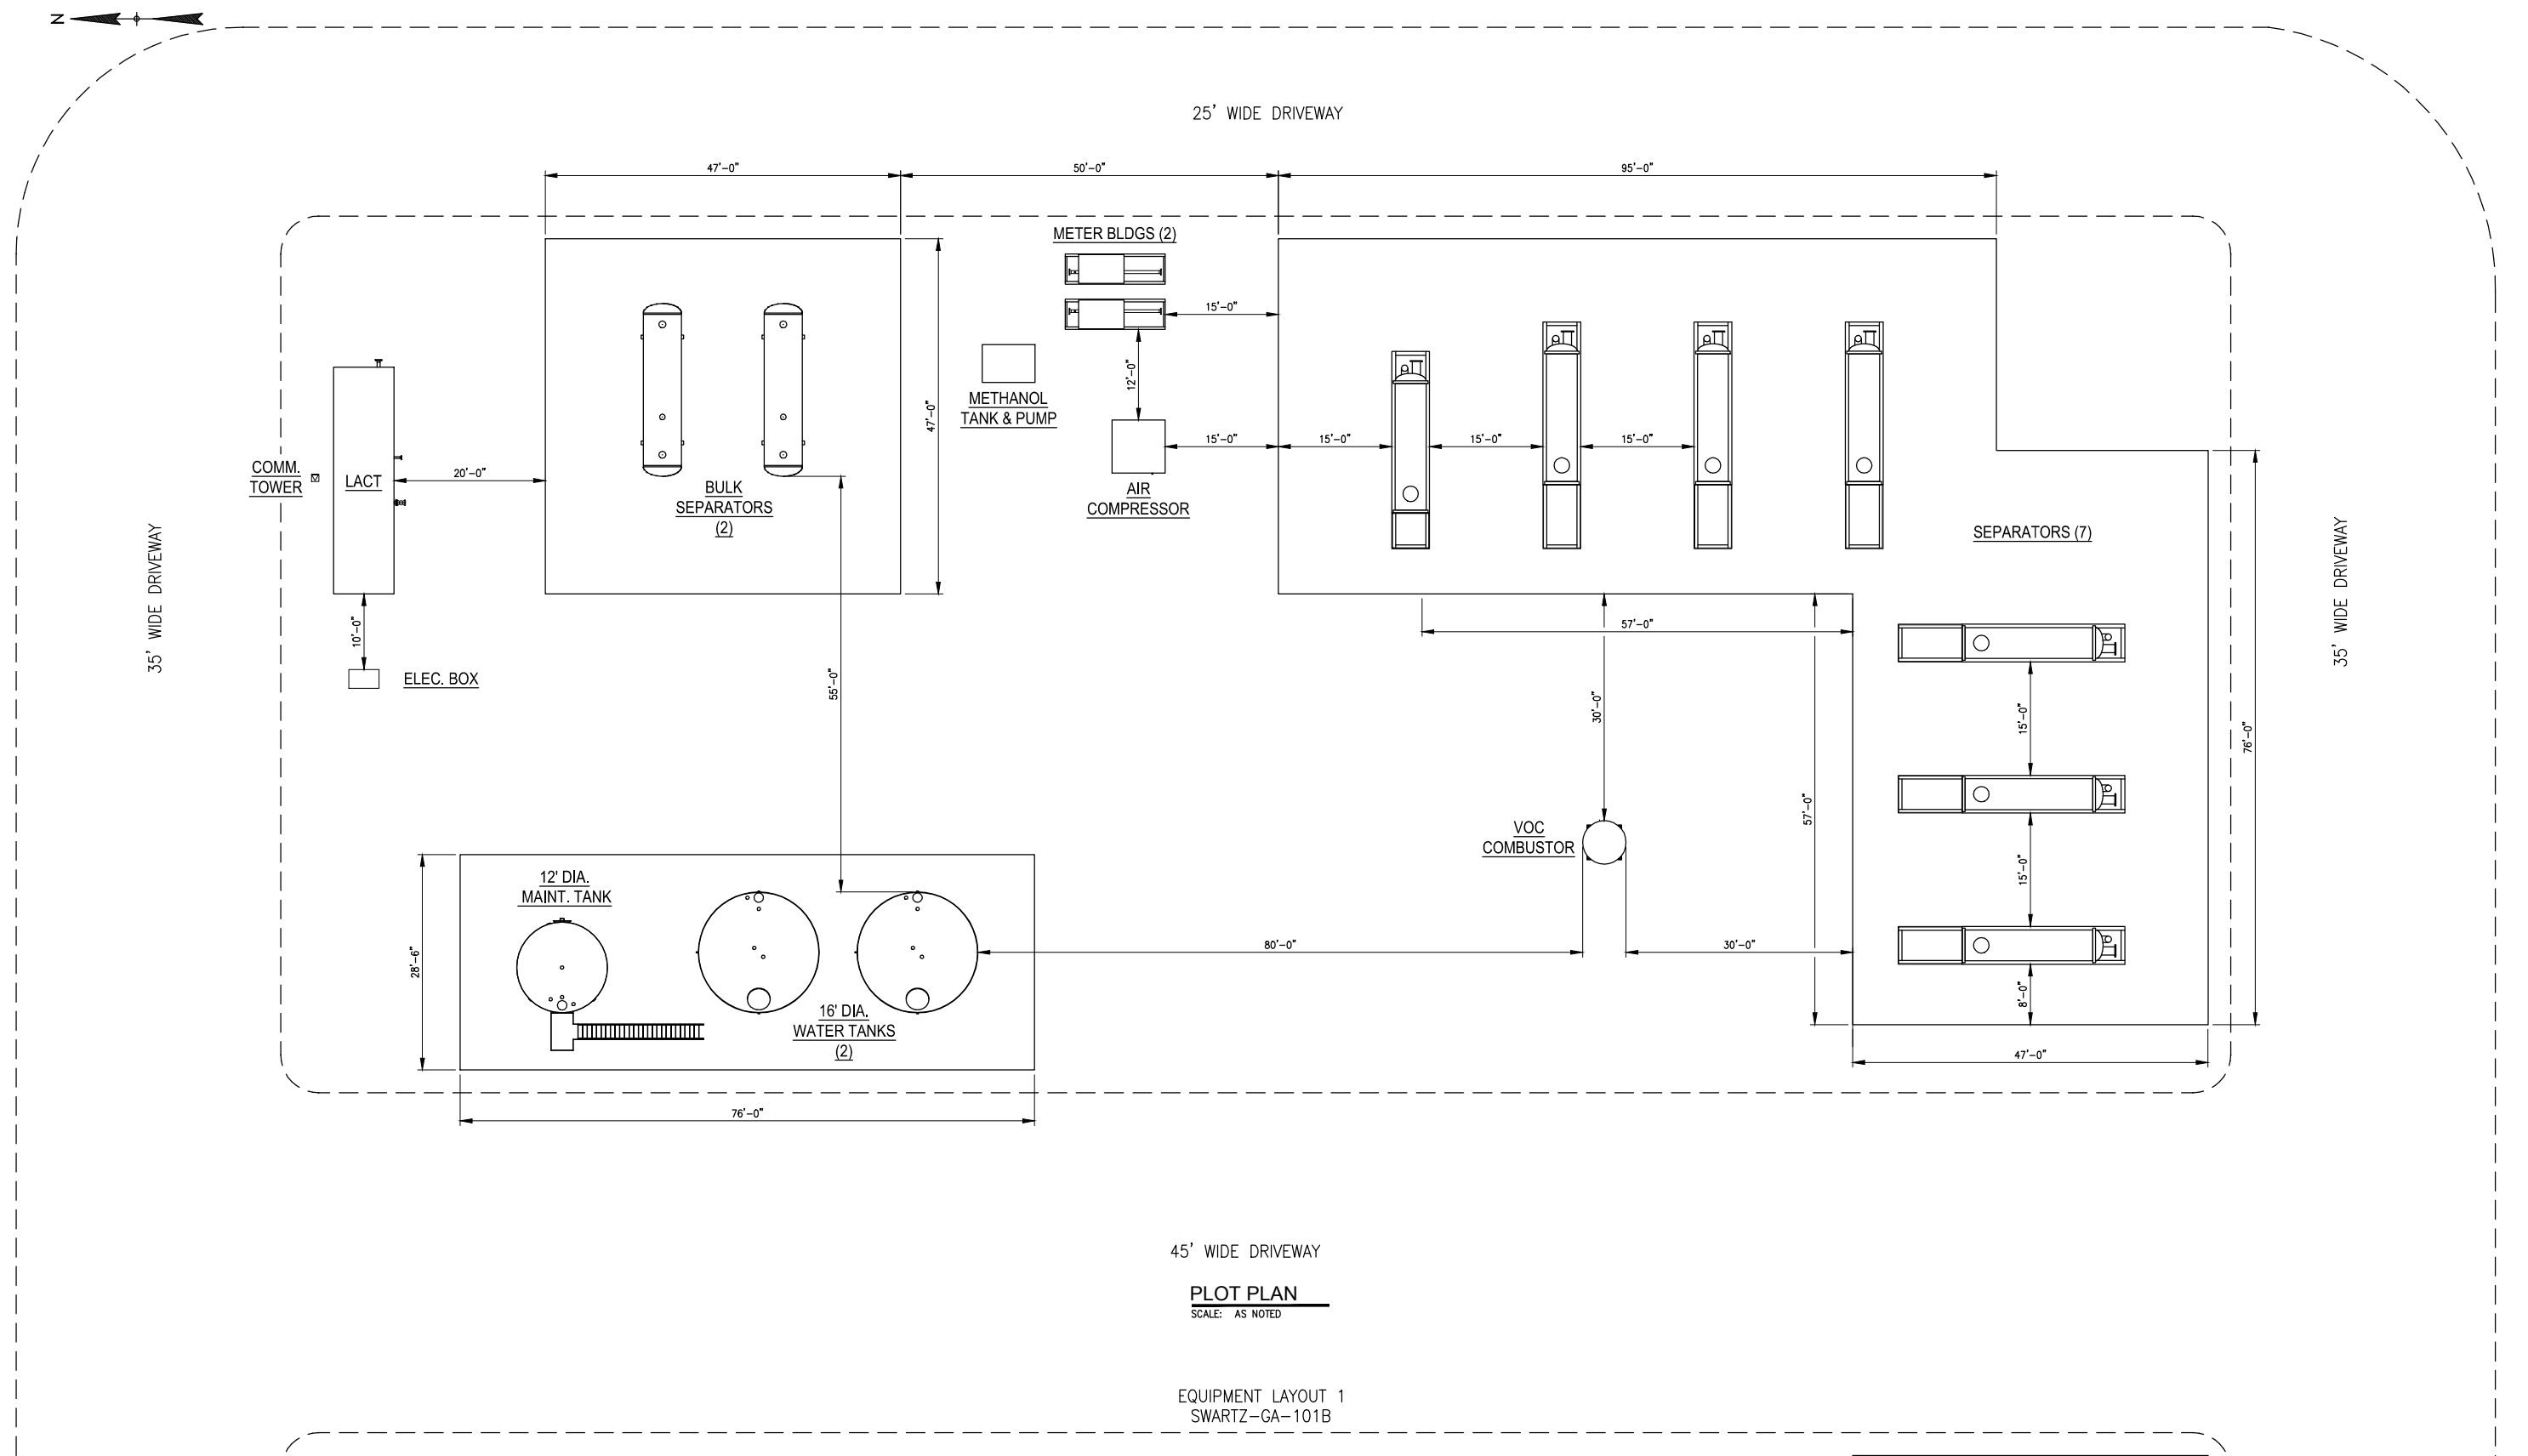 N
25' WIDE DRIVEWAY
47'-0"
50'-0"
95'-0"
METER BLDGS (2)
15'-0"
12'-0"
METHANOL
TANK & PUMP
47'-0"
15'-0"
15'-0"
15'-0"
15'-0"
COMM.
TOWER
LACT
20'-0"
BULK
SEPARATORS
(2)
AIR
COMPRESSOR
SEPARATORS (7)
35' WIDE DRIVEWAY
35' WIDE DRIVEWAY
10'-0"
ELEC. BOX
57'-0"
55'-0"
30'-0"
15'-0"
76'-0"
57'-0"
VOC
COMBUSTOR
15'-0"
12' DIA.
MAINT. TANK
28'-6"
80'-0"
30'-0"
8'-0"
16' DIA.
WATER TANKS
(2)
47'-0"
76'-0"
45' WIDE DRIVEWAY
PLOT PLAN
SCALE: AS NOTED
EQUIPMENT LAYOUT 1
SWARTZ-GA-101B